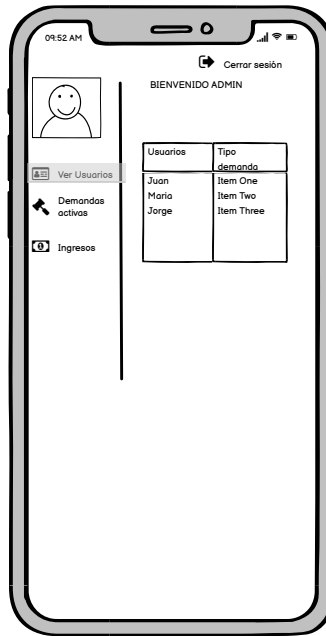 09:52 AM
Cerrar sesión
BIENVENIDO ADMIN
Ver Usuarios
Demandas
activas
Ingresos
Usuarios Tipo
demanda
Juan Item One
Maria Item Two
Jorge Item Three